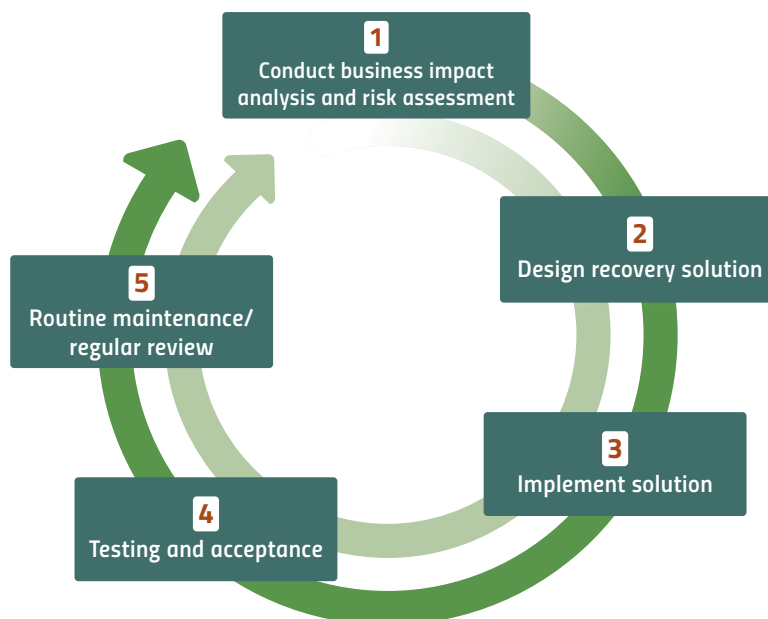 1
Conduct business impact
analysis and risk assessment
2
Design recovery solution
3
Implement solution
4
Testing and acceptance
5
Routine maintenance/
regular review